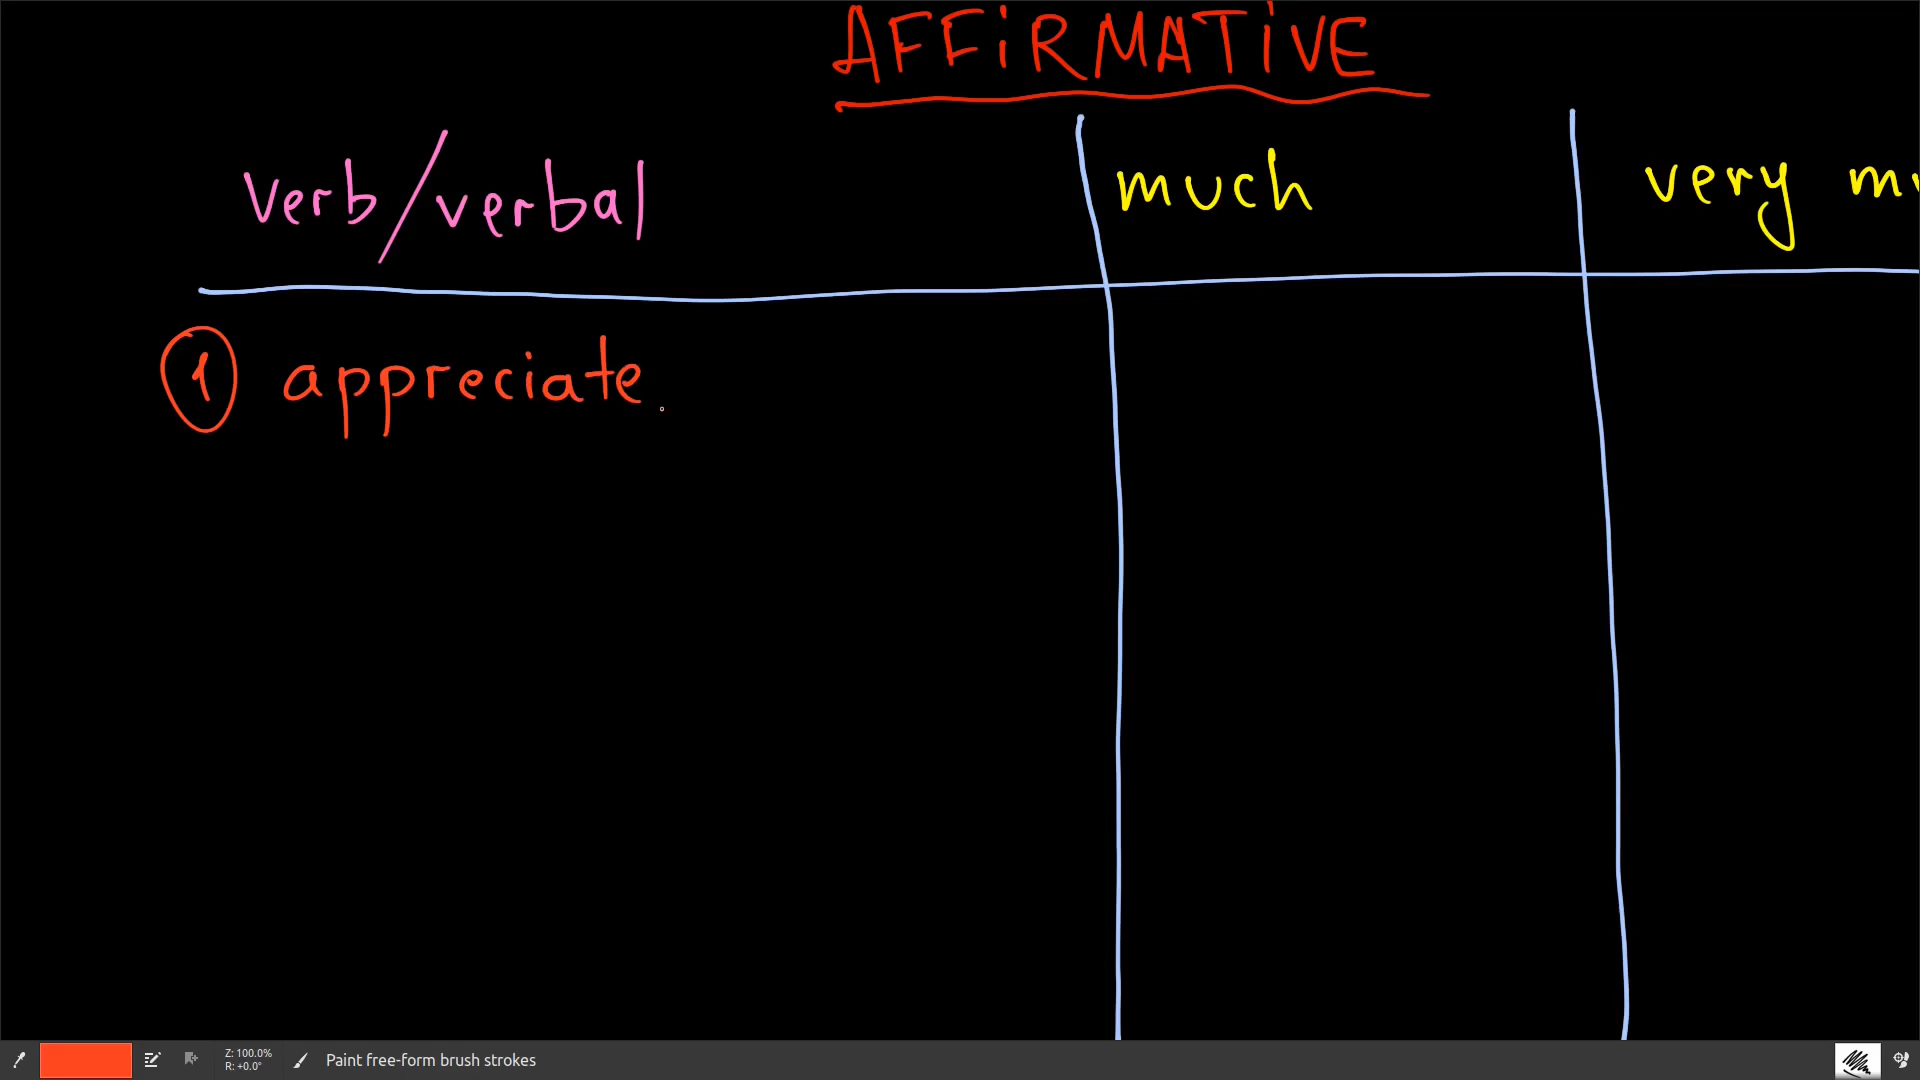 AFFiRMATiVE
Verb/verbal much very
① appreciate
Z: 100.0%
R: +0.0° Paint free-form brush strokes